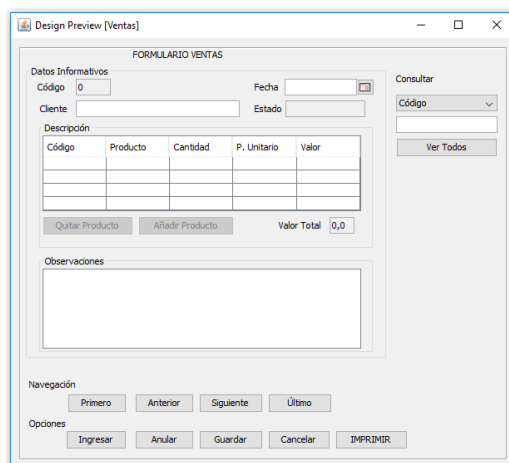 Design Preview [Ventas]
FORMULARIO VENTAS
Datos Informativos
Código 0 Fecha
Cliente Estado
Descripción
Código Producto Cantidad P. Unitario Valor
Quitar Producto Añadir Producto Valor Total 0,0
Observaciones
Consultar
Código
Ver Todos
Navegación
Primero Anterior Siguiente Último
Opciones
Ingresar Anular Guardar Cancelar IMPRIMIR